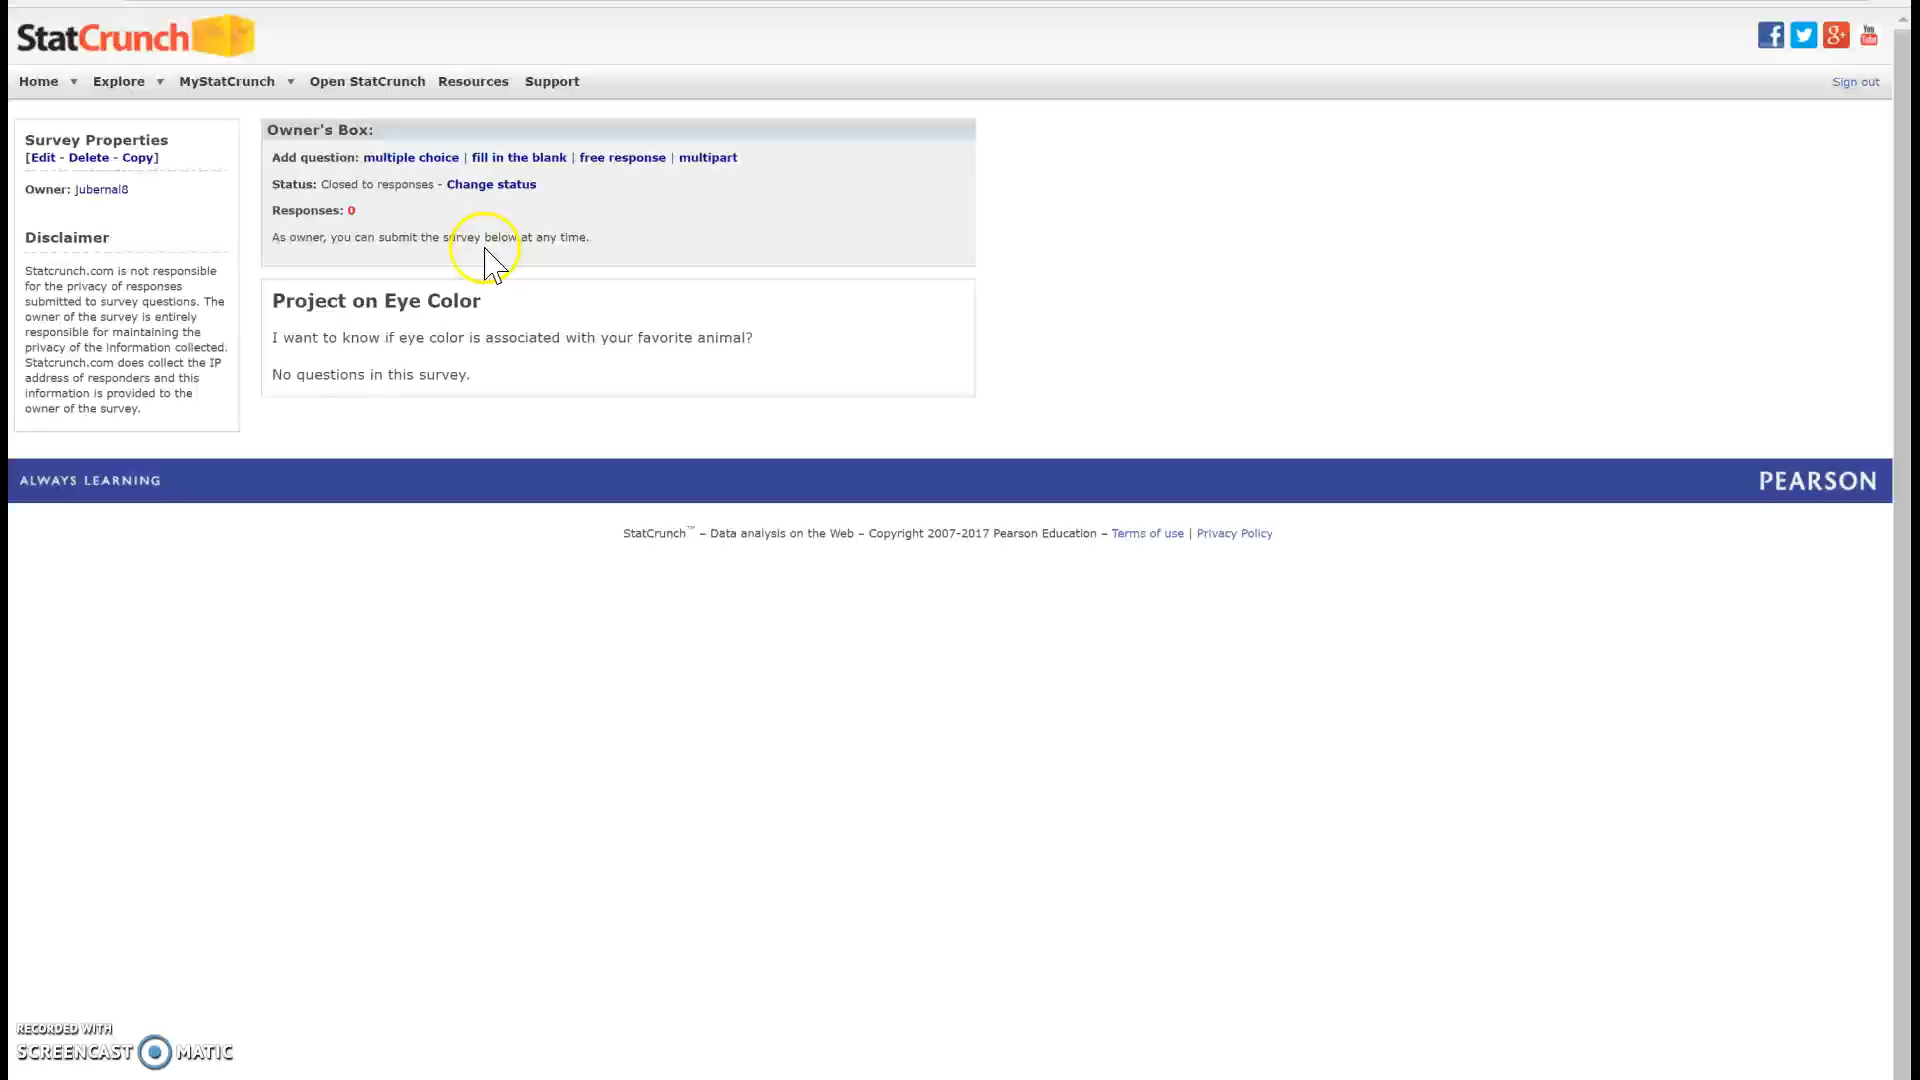 StatCrunch
You
Tube
Home Explore MyStatCrunch Open StatCrunch Resources Support
Sign out
Survey Properties
[Edit - Delete - Copy]
Owner: jubernal8
Disclaimer
Statcrunch.com is not responsible
for the privacy of responses
submitted to survey questions. The
owner of the survey is entirely
responsible for maintaining the
privacy of the information collected.
Statcrunch.com does collect the IP
address of responders and this
information is provided to the
owner of the survey.
Owner's Box:
Add question: multiple choice | fill in the blank | free response | multipart
Status: Closed to responses - Change status
Responses: 0
As owner, you can submit the survey below at any time.
Project on Eye Color
I want to know if eye color is associated with your favorite animal?
No questions in this survey.
ALWAYS LEARNING
PEARSON
StatCrunch™ – Data analysis on the Web – Copyright 2007-2017 Pearson Education – Terms of use | Privacy Policy
RECORDED WITH
SCREENCAST MATIC